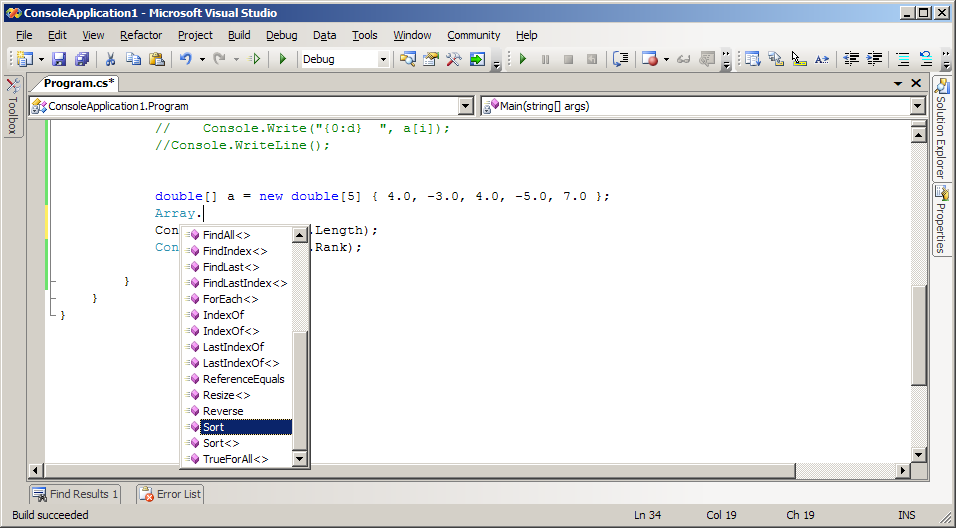 ConsoleApplication1 - Microsoft Visual Studio
File Edit View Refactor Project Build Debug Data Tools Window Community Help
Debug
Toolbox
Program.cs*
ConsoleApplication1.Program
Main(string[] args)
// Console.Write("{0:d} ", a[i]);
//Console.WriteLine();
double[] a = new double[5] { 4.0, -3.0, 4.0, -5.0, 7.0 };
Array.
Con .Length);
Con .Rank);
}
}
}
FindAll<>
FindIndex<>
FindLast<>
FindLastIndex<>
ForEach<>
IndexOf
IndexOf<>
LastIndexOf
LastIndexOf<>
ReferenceEquals
Resize<>
Reverse
Sort
Sort<>
TrueForAll<>
Solution Explorer
Properties
Find Results 1
Error List
Build succeeded
Ln 34 Col 19 Ch 19 INS